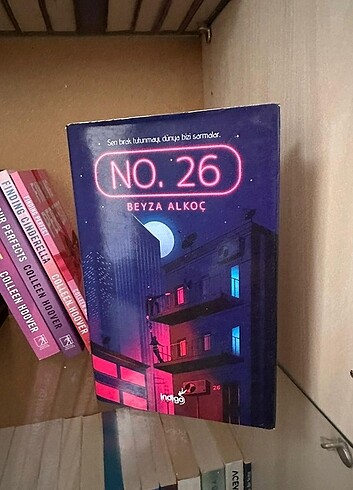 Sen bırak tutunmayı, dünya bizi sarmalar.
NO. 26
BEYZA ALKOÇ
26
indigo
FINDING CINDERELLA
COLLEEN HOOVER
PERFECTS COLLEEN HOOVER
COLLEEN HOOVER